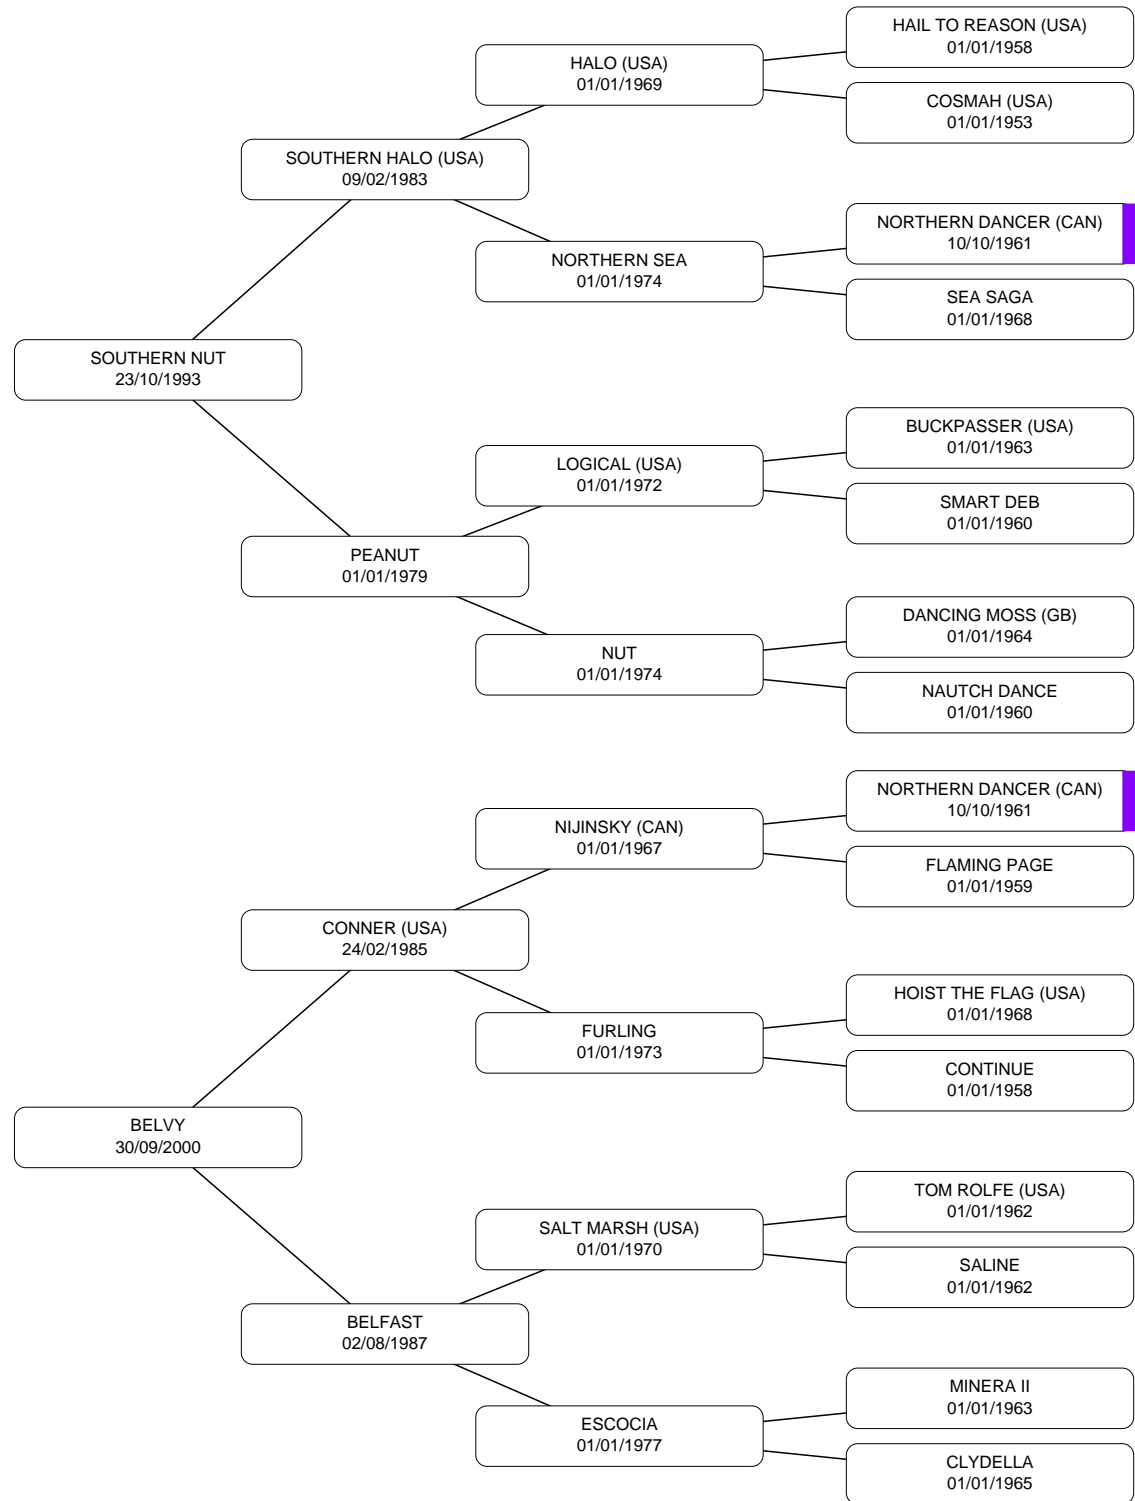 HAIL TO REASON (USA)
01/01/1958
HALO (USA)
01/01/1969
COSMAH (USA)
01/01/1953
SOUTHERN HALO (USA)
09/02/1983
NORTHERN DANCER (CAN)
10/10/1961
NORTHERN SEA
01/01/1974
SEA SAGA
01/01/1968
SOUTHERN NUT
23/10/1993
BUCKPASSER (USA)
01/01/1963
LOGICAL (USA)
01/01/1972
SMART DEB
01/01/1960
PEANUT
01/01/1979
DANCING MOSS (GB)
01/01/1964
NUT
01/01/1974
NAUTCH DANCE
01/01/1960
NORTHERN DANCER (CAN)
10/10/1961
NIJINSKY (CAN)
01/01/1967
FLAMING PAGE
01/01/1959
CONNER (USA)
24/02/1985
HOIST THE FLAG (USA)
01/01/1968
FURLING
01/01/1973
CONTINUE
01/01/1958
BELVY
30/09/2000
TOM ROLFE (USA)
01/01/1962
SALT MARSH (USA)
01/01/1970
SALINE
01/01/1962
BELFAST
02/08/1987
MINERA II
01/01/1963
ESCOCIA
01/01/1977
CLYDELLA
01/01/1965